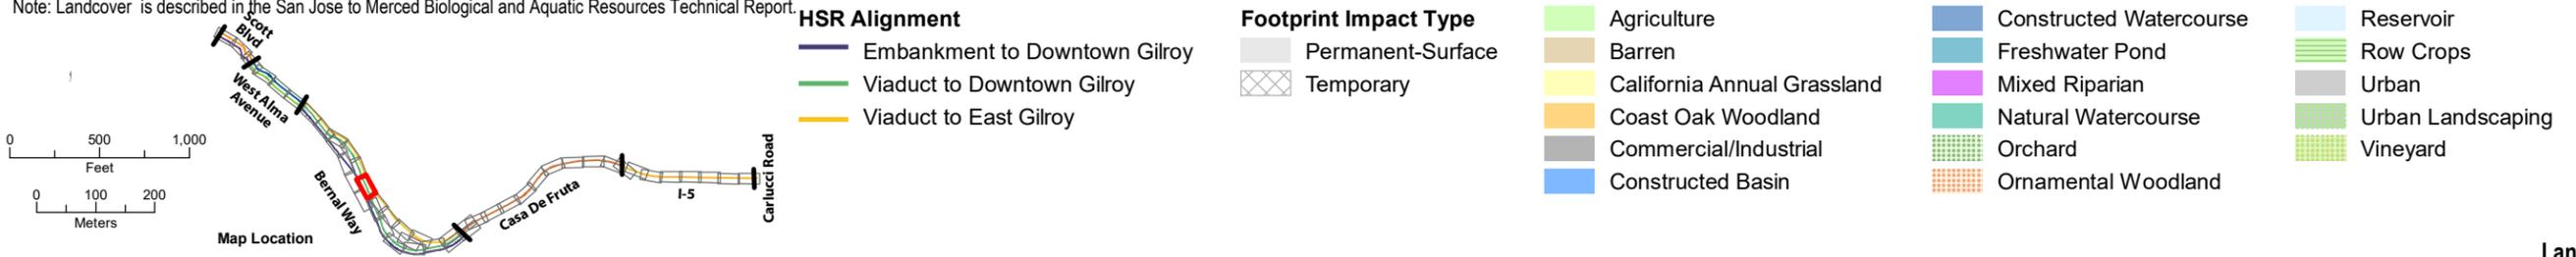 Note: Landcover is described in the San Jose to Merced Biological and Aquatic Resources Technical Report.
Scott
Blvd
West Alma
Avenue
Bernal Way
Casa De Fruta
I-5
Carlucci Road
0 500 1,000
Feet
0 100 200
Meters
Map Location
HSR Alignment
Embankment to Downtown Gilroy
Viaduct to Downtown Gilroy
Viaduct to East Gilroy
Footprint Impact Type
Permanent-Surface
Temporary
Agriculture
Barren
California Annual Grassland
Coast Oak Woodland
Commercial/Industrial
Constructed Basin
Constructed Watercourse
Freshwater Pond
Mixed Riparian
Natural Watercourse
Orchard
Ornamental Woodland
Reservoir
Row Crops
Urban
Urban Landscaping
Vineyard